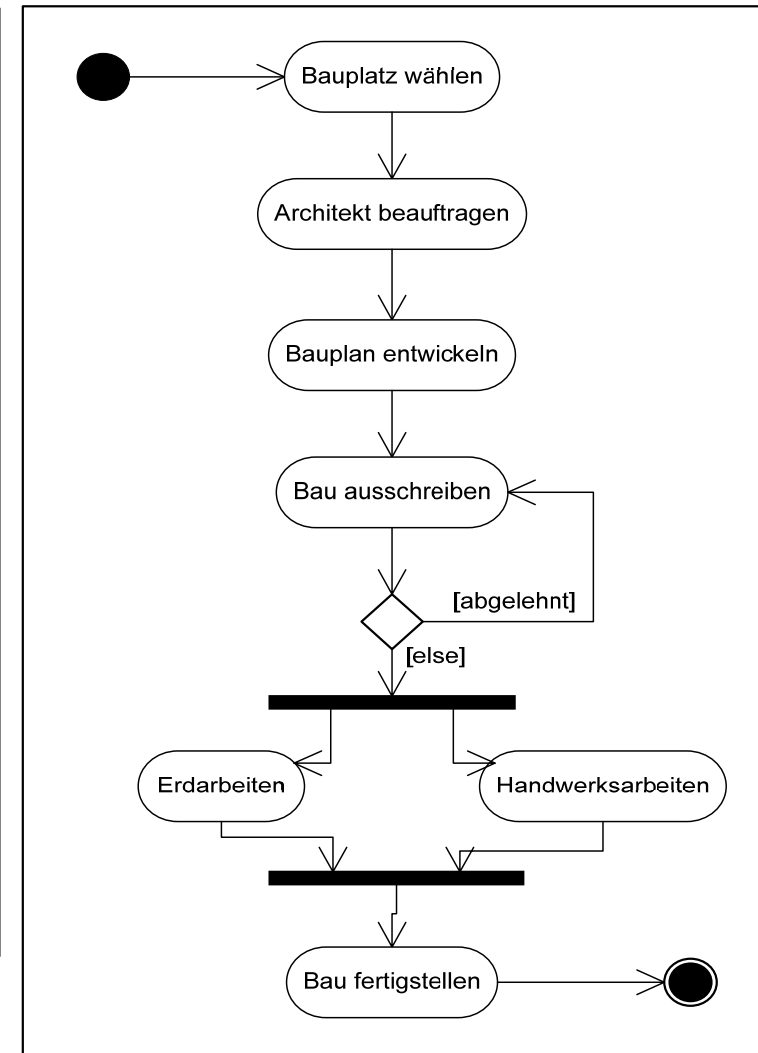 Bauplatz wählen
Architekt beauftragen
Bauplan entwickeln
Bau ausschreiben
[abgelehnt]
[else]
Erdarbeiten
Handwerksarbeiten
Bau fertigstellen